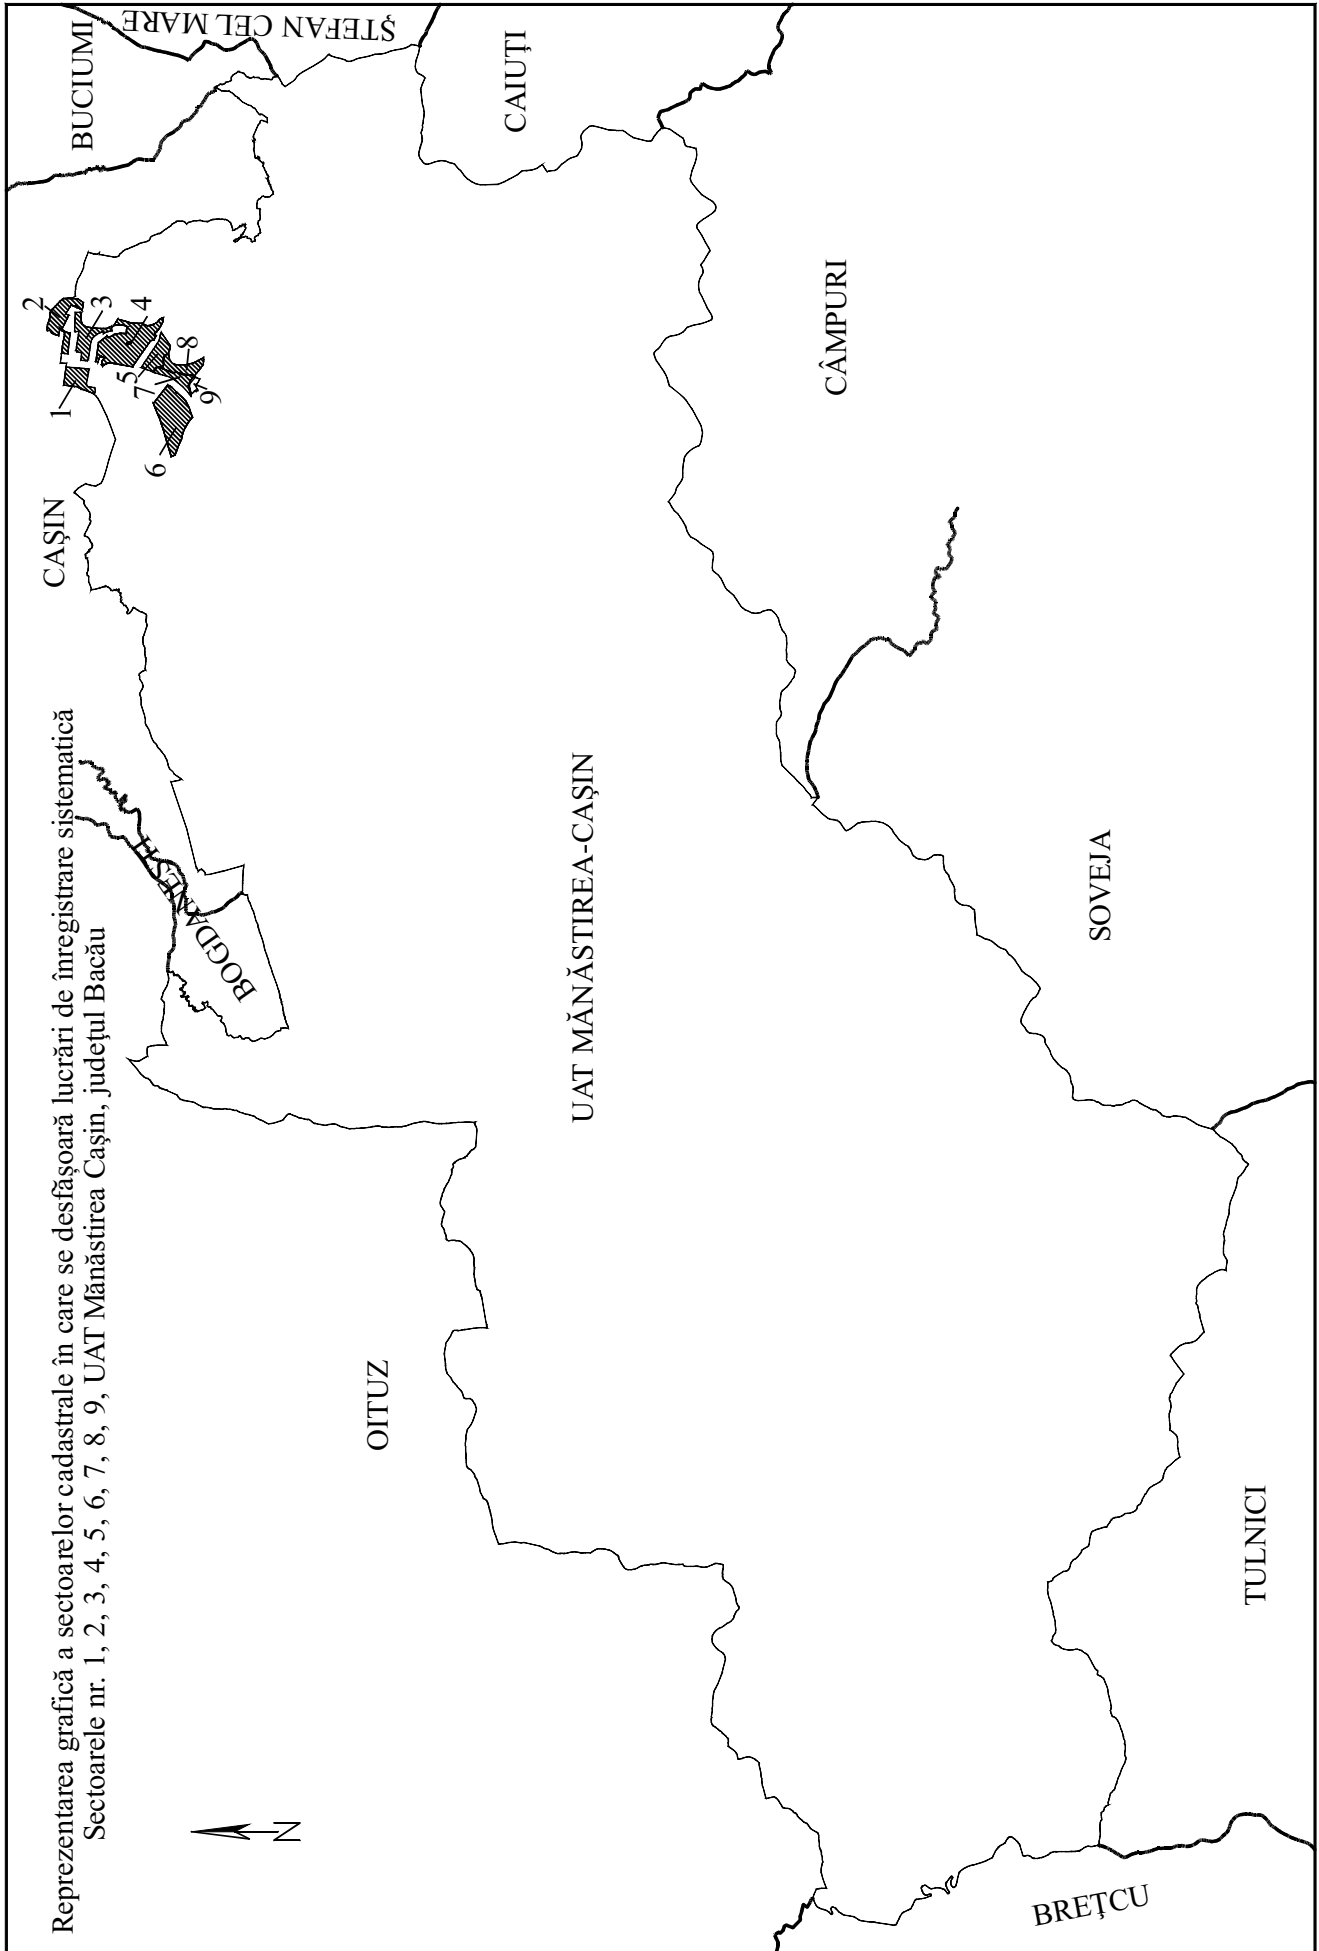 Reprezentarea grafică a sectoarelor cadastrale în care se desfășoară lucrări de înregistrare sistematică
Sectoarele nr. 1, 2, 3, 4, 5, 6, 7, 8, 9, UAT Mănăstirea Cașin, județul Bacău
N
OITUZ
BOGDANESTI
CAȘIN
1
2
3
4
5
7
8
9
6
BUCIUMI
ȘTEFAN CEL MARE
CAIUȚI
UAT MĂNĂSTIREA-CAȘIN
CÂMPURI
SOVEJA
TULNICI
BREȚCU